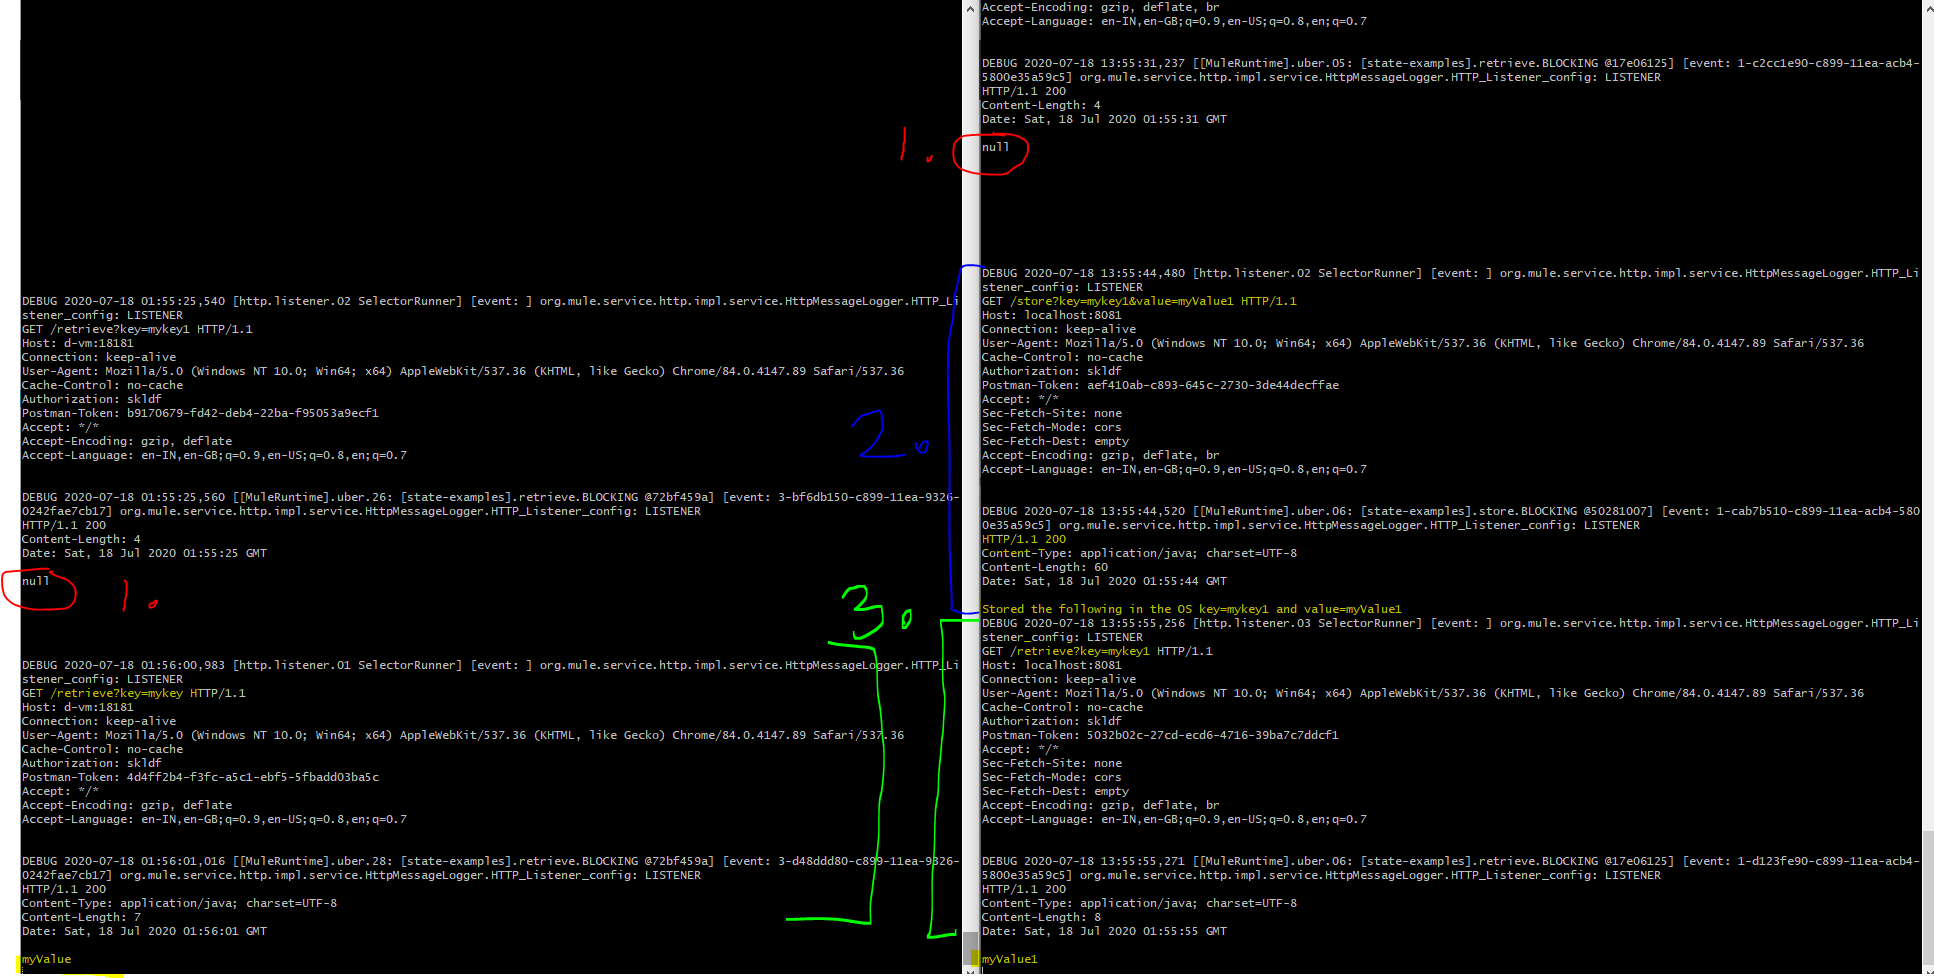 DEBUG 2020-07-18 01:55:25,540 [http.listener.02 SelectorRunner] [event: ] org.mule.service.http.impl.service.HttpMessageLogger.HTTP_Li
stener_config: LISTENER
GET /retrieve?key=mykey1 HTTP/1.1
Host: d-vm:18181
Connection: keep-alive
User-Agent: Mozilla/5.0 (Windows NT 10.0; Win64; x64) AppleWebKit/537.36 (KHTML, like Gecko) Chrome/84.0.4147.89 Safari/537.36
Cache-Control: no-cache
Authorization: skldf
Postman-Token: b9170679-fd42-deb4-22ba-f95053a9ecf1
Accept: */*
Accept-Encoding: gzip, deflate
Accept-Language: en-IN,en-GB;q=0.9,en-US;q=0.8,en;q=0.7
DEBUG 2020-07-18 01:55:25,560 [[MuleRuntime].uber.26: [state-examples].retrieve.BLOCKING @72bf459a] [event: 3-bf6db150-c899-11ea-9326-
0242fae7cb17] org.mule.service.http.impl.service.HttpMessageLogger.HTTP_Listener_config: LISTENER
HTTP/1.1 200
Content-Length: 4
Date: Sat, 18 Jul 2020 01:55:25 GMT
null
1.
DEBUG 2020-07-18 01:56:00,983 [http.listener.01 SelectorRunner] [event: ] org.mule.service.http.impl.service.HttpMessageLogger.HTTP_Li
stener_config: LISTENER
GET /retrieve?key=mykey HTTP/1.1
Host: d-vm:18181
Connection: keep-alive
User-Agent: Mozilla/5.0 (Windows NT 10.0; Win64; x64) AppleWebKit/537.36 (KHTML, like Gecko) Chrome/84.0.4147.89 Safari/537.36
Cache-Control: no-cache
Authorization: skldf
Postman-Token: 4d4ff2b4-f3fc-a5c1-ebf5-5fbadd03ba5c
Accept: */*
Accept-Encoding: gzip, deflate
Accept-Language: en-IN,en-GB;q=0.9,en-US;q=0.8,en;q=0.7
DEBUG 2020-07-18 01:56:01,016 [[MuleRuntime].uber.28: [state-examples].retrieve.BLOCKING @72bf459a] [event: 3-d48ddd80-c899-11ea-9326-
0242fae7cb17] org.mule.service.http.impl.service.HttpMessageLogger.HTTP_Listener_config: LISTENER
HTTP/1.1 200
Content-Type: application/java; charset=UTF-8
Content-Length: 7
Date: Sat, 18 Jul 2020 01:56:01 GMT
myValue
Accept-Encoding: gzip, deflate, br
Accept-Language: en-IN,en-GB;q=0.9,en-US;q=0.8,en;q=0.7
DEBUG 2020-07-18 13:55:31,237 [[MuleRuntime].uber.05: [state-examples].retrieve.BLOCKING @17e06125] [event: 1-c2cc1e90-c899-11ea-acb4-
5800e35a59c5] org.mule.service.http.impl.service.HttpMessageLogger.HTTP_Listener_config: LISTENER
HTTP/1.1 200
Content-Length: 4
Date: Sat, 18 Jul 2020 01:55:31 GMT
1.
null
2.
DEBUG 2020-07-18 13:55:44,480 [http.listener.02 SelectorRunner] [event: ] org.mule.service.http.impl.service.HttpMessageLogger.HTTP_Li
stener_config: LISTENER
GET /store?key=mykey1&value=myValue1 HTTP/1.1
Host: localhost:8081
Connection: keep-alive
User-Agent: Mozilla/5.0 (Windows NT 10.0; Win64; x64) AppleWebKit/537.36 (KHTML, like Gecko) Chrome/84.0.4147.89 Safari/537.36
Cache-Control: no-cache
Authorization: skldf
Postman-Token: aef410ab-c893-645c-2730-3de44decffae
Accept: */*
Sec-Fetch-Site: none
Sec-Fetch-Mode: cors
Sec-Fetch-Dest: empty
Accept-Encoding: gzip, deflate, br
Accept-Language: en-IN,en-GB;q=0.9,en-US;q=0.8,en;q=0.7
DEBUG 2020-07-18 13:55:44,520 [[MuleRuntime].uber.06: [state-examples].store.BLOCKING @50281007] [event: 1-cab7b510-c899-11ea-acb4-580
0e35a59c5] org.mule.service.http.impl.service.HttpMessageLogger.HTTP_Listener_config: LISTENER
HTTP/1.1 200
Content-Type: application/java; charset=UTF-8
Content-Length: 60
Date: Sat, 18 Jul 2020 01:55:44 GMT
Stored the following in the OS key=mykey1 and value=myValue1
3.
DEBUG 2020-07-18 13:55:55,256 [http.listener.03 SelectorRunner] [event: ] org.mule.service.http.impl.service.HttpMessageLogger.HTTP_Li
stener_config: LISTENER
GET /retrieve?key=mykey1 HTTP/1.1
Host: localhost:8081
Connection: keep-alive
User-Agent: Mozilla/5.0 (Windows NT 10.0; Win64; x64) AppleWebKit/537.36 (KHTML, like Gecko) Chrome/84.0.4147.89 Safari/537.36
Cache-Control: no-cache
Authorization: skldf
Postman-Token: 5032b02c-27cd-ecd6-4716-39ba7c7ddcf1
Accept: */*
Sec-Fetch-Site: none
Sec-Fetch-Mode: cors
Sec-Fetch-Dest: empty
Accept-Encoding: gzip, deflate, br
Accept-Language: en-IN,en-GB;q=0.9,en-US;q=0.8,en;q=0.7
DEBUG 2020-07-18 13:55:55,271 [[MuleRuntime].uber.06: [state-examples].retrieve.BLOCKING @17e06125] [event: 1-d123fe90-c899-11ea-acb4-
5800e35a59c5] org.mule.service.http.impl.service.HttpMessageLogger.HTTP_Listener_config: LISTENER
HTTP/1.1 200
Content-Type: application/java; charset=UTF-8
Content-Length: 8
Date: Sat, 18 Jul 2020 01:55:55 GMT
myValue1